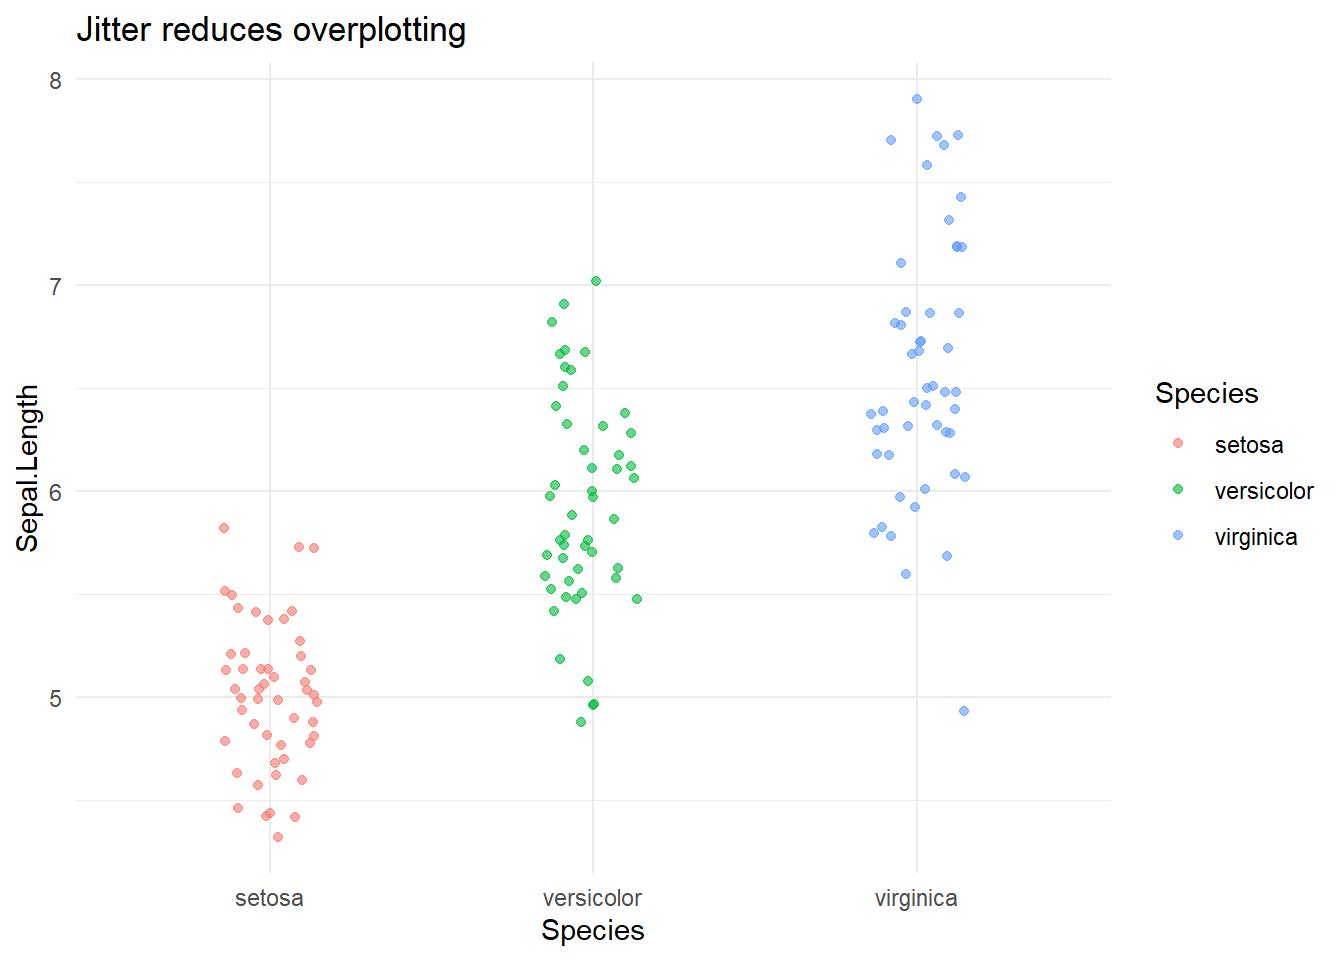 Jitter reduces overplotting
8
7
6
5
Sepal.Length
setosa
versicolor
virginica
Species
Species
setosa
versicolor
virginica